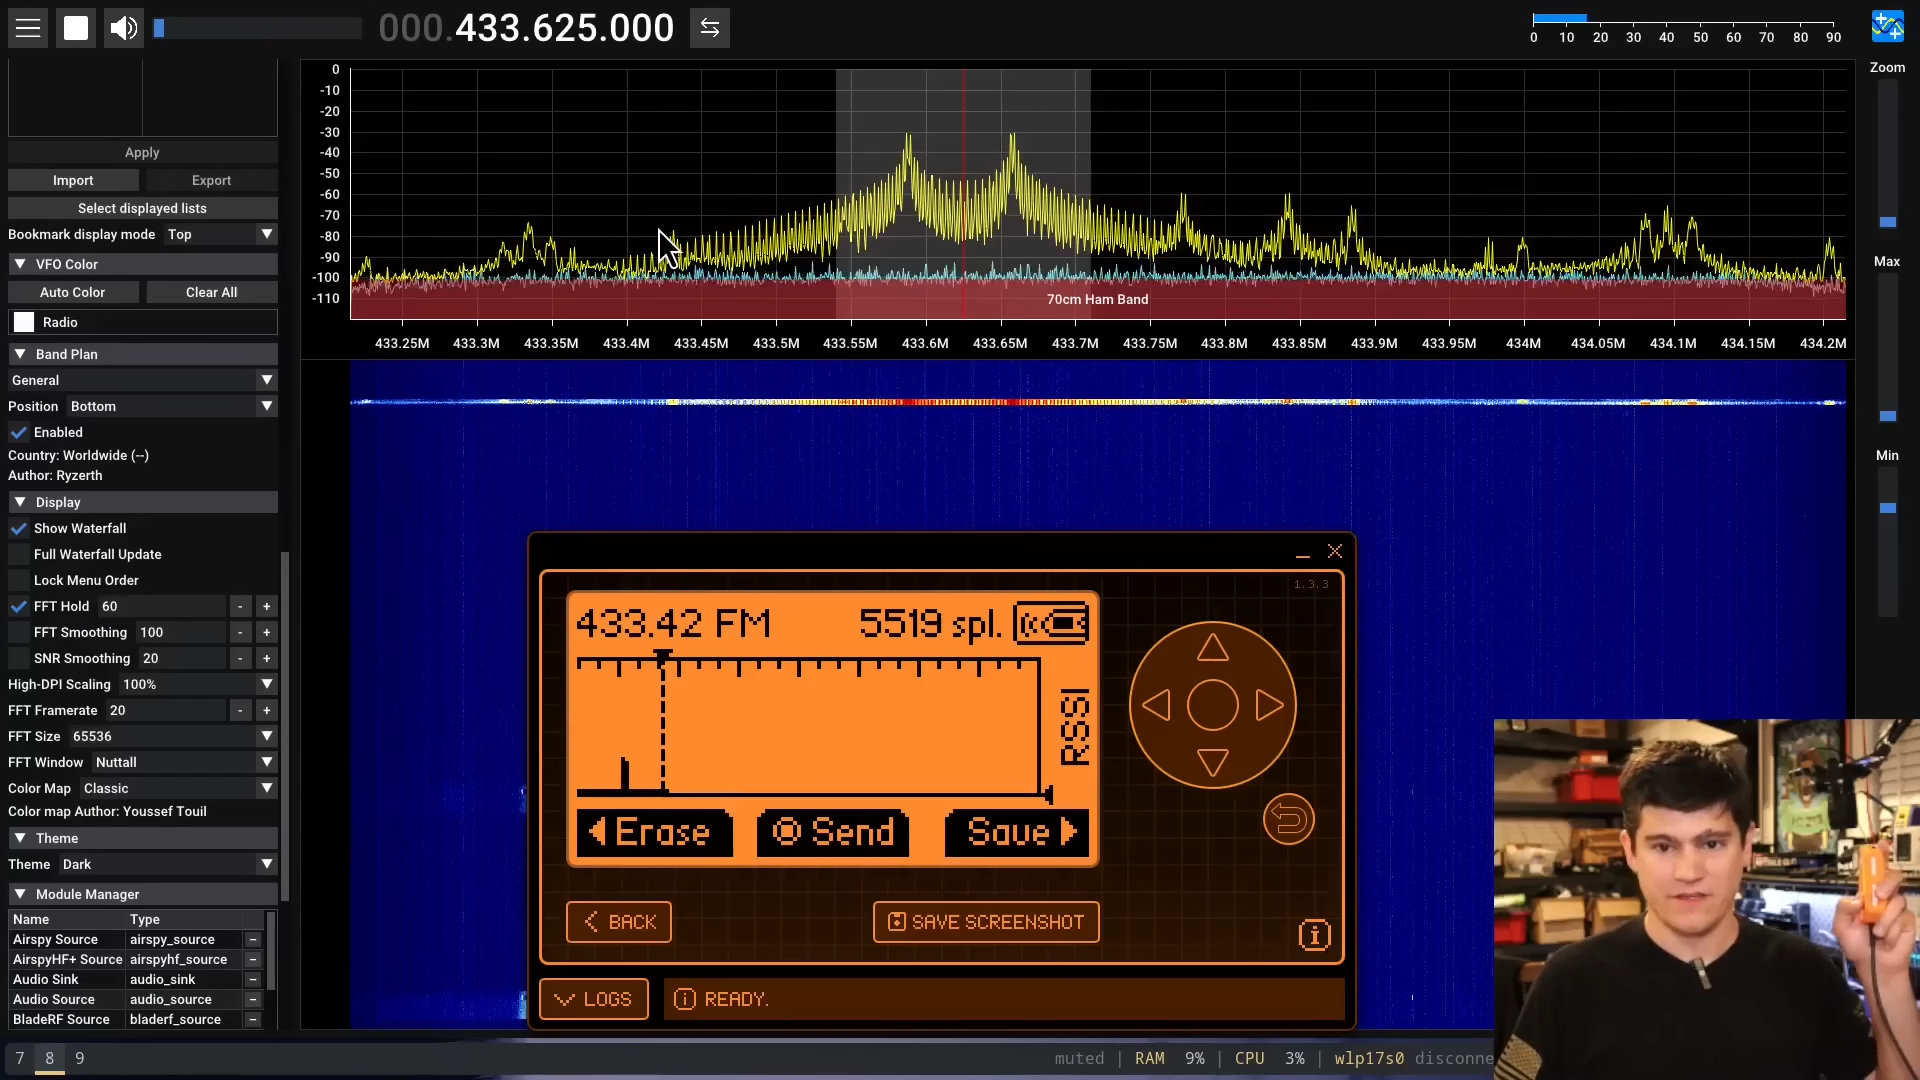 000.433.625.000
0 10 20 30 40 50 60 70 80 90
Zoom
Max
Min
Apply
Import Export
Select displayed lists
Bookmark display mode Top
VFO Color
Auto Color Clear All
Radio
Band Plan
General
Position Bottom
Enabled
Country: Worldwide (--)
Author: Ryzerth
Display
Show Waterfall
Full Waterfall Update
Lock Menu Order
FFT Hold 60 - +
FFT Smoothing 100 - +
SNR Smoothing 20 - +
High-DPI Scaling 100%
FFT Framerate 20 - +
FFT Size 65536
FFT Window Nuttall
Color Map Classic
Color map Author: Youssef Touil
Theme
Theme Dark
Module Manager
Name Type
Airspy Source airspy_source -
AirspyHF+ Source airspyhf_source -
Audio Sink audio_sink -
Audio Source audio_source -
BladeRF Source bladerf_source -
0
-10
-20
-30
-40
-50
-60
-70
-80
-90
-100
-110
70cm Ham Band
433.25M 433.3M 433.35M 433.4M 433.45M 433.5M 433.55M 433.6M 433.65M 433.7M 433.75M 433.8M 433.85M 433.9M 433.95M 434M 434.05M 434.1M 434.15M 434.2M
1.3.3
433.42 FM 5519 spl.
RSSI
Erase Send Save
BACK SAVE SCREENSHOT
LOGS READY.
7 8 9
muted | RAM 9% | CPU 3% | wlp17s0 disconne